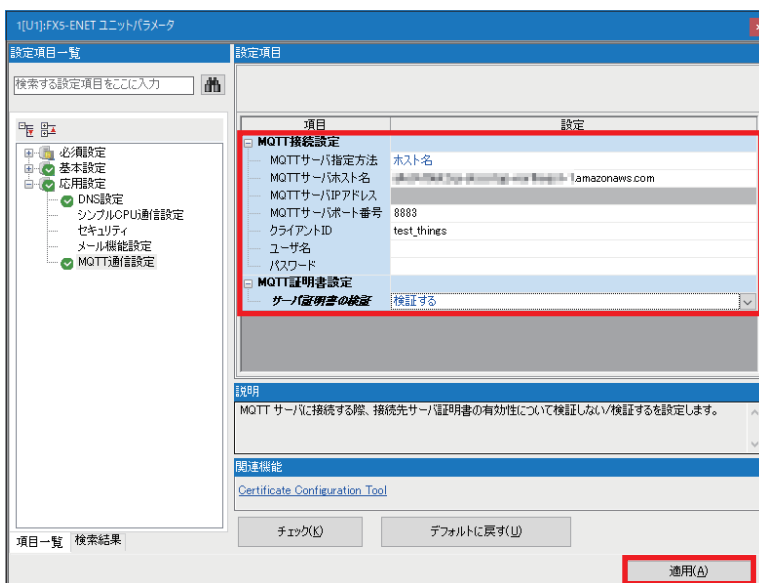 1[U1]:FX5-ENET ユニットパラメータ
設定項目一覧
検索する設定項目をここに入力
必須設定
基本設定
応用設定
DNS設定
シンプルCPU通信設定
セキュリティ
メール機能設定
MQTT通信設定
項目一覧 検索結果
設定項目
項目 設定
MQTT接続設定
MQTTサーバ指定方法 ホスト名
MQTTサーバホスト名 1.amazonaws.com
MQTTサーバIPアドレス
MQTTサーバポート番号 8883
クライアントID test_things
ユーザ名
パスワード
MQTT証明書設定
サーバ証明書の検証 検証する
説明
MQTT サーバに接続する際、接続先サーバ証明書の有効性について検証しない/検証するを設定します。
関連機能
Certificate Configuration Tool
チェック(K) デフォルトに戻す(U)
適用(A)